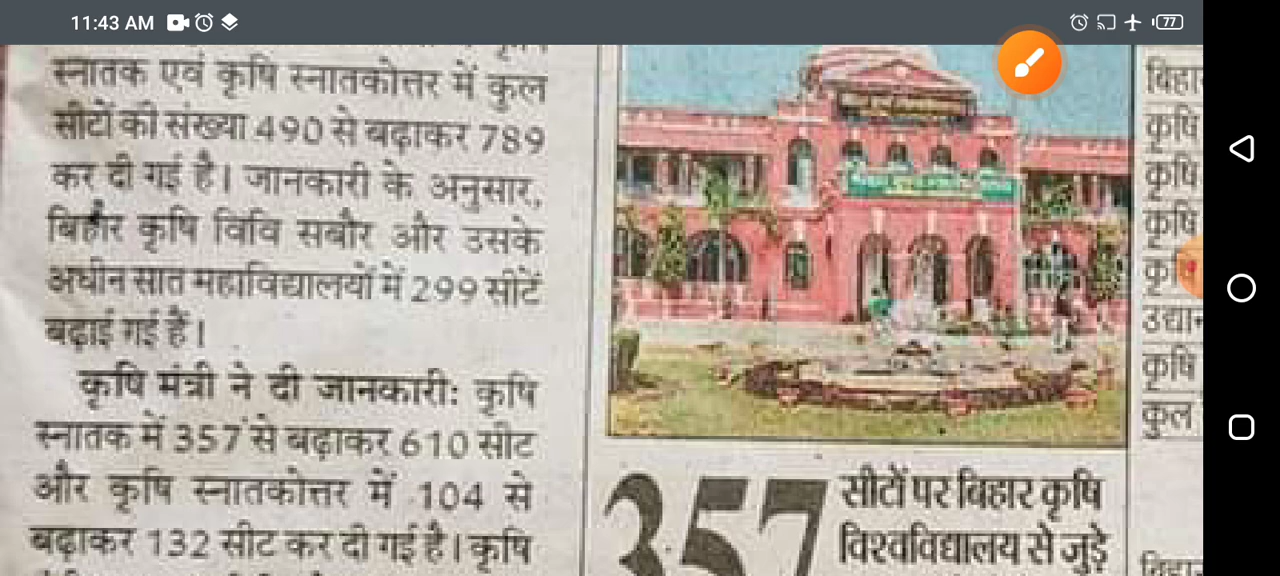 11:43 AM
77
स्नातक एवं कृषि स्नातकोत्तर में कुल
सीटों की संख्या 490 से बढ़ाकर 789
कर दी गई है। जानकारी के अनुसार,
बिहार कृषि विवि सबौर और उसके
अधीन सात महाविद्यालयों में 299 सीटें
बढ़ाई गई हैं।
कृषि मंत्री ने दी जानकारी: कृषि
स्नातक में 357 से बढ़ाकर 610 सीट
और कृषि स्नातकोत्तर में 104 से
बढ़ाकर 132 सीट कर दी गई है। कृषि
357
सीटों पर बिहार कृषि
विश्वविद्यालय से जुड़े
कृषि
कृषि
कृषि
कृषि
कुल